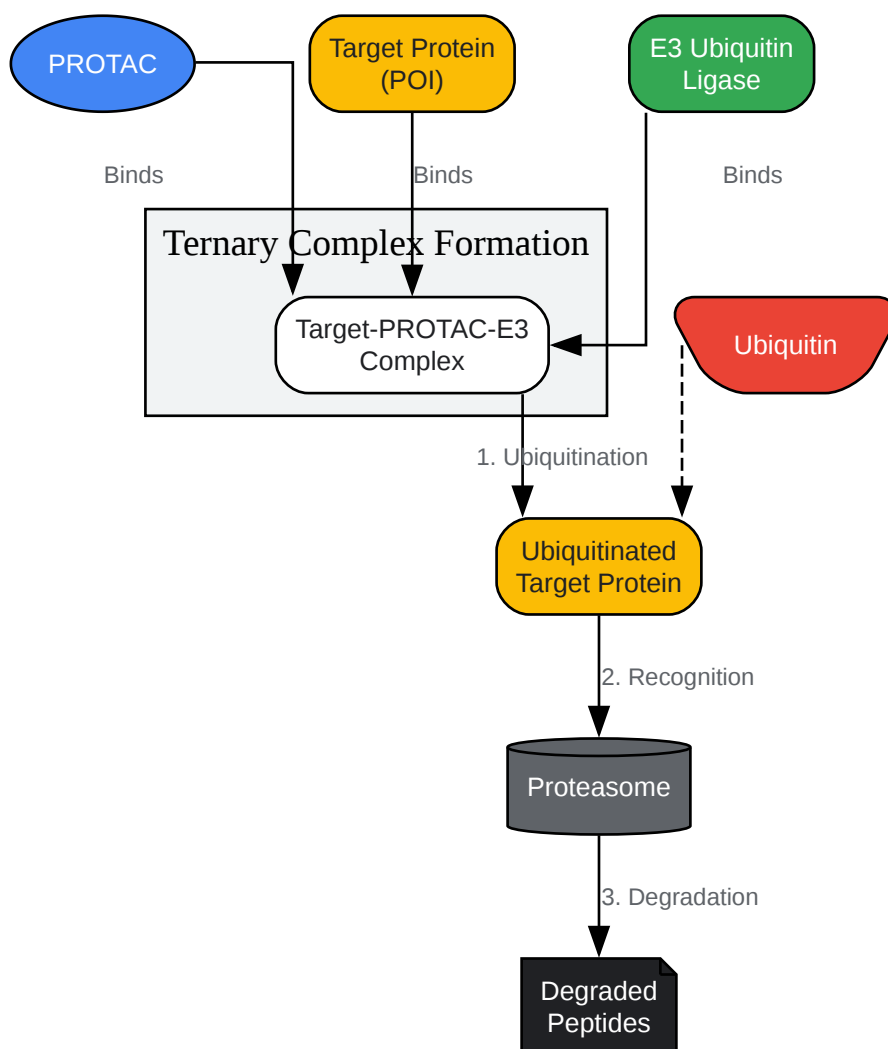 PROTAC
Target Protein
(POI)
E3 Ubiquitin
Ligase
Binds
Binds
Binds
Ternary Complex Formation
Target-PROTAC-E3
Complex
Ubiquitin
1. Ubiquitination
Ubiquitinated
Target Protein
2. Recognition
Proteasome
3. Degradation
Degraded
Peptides